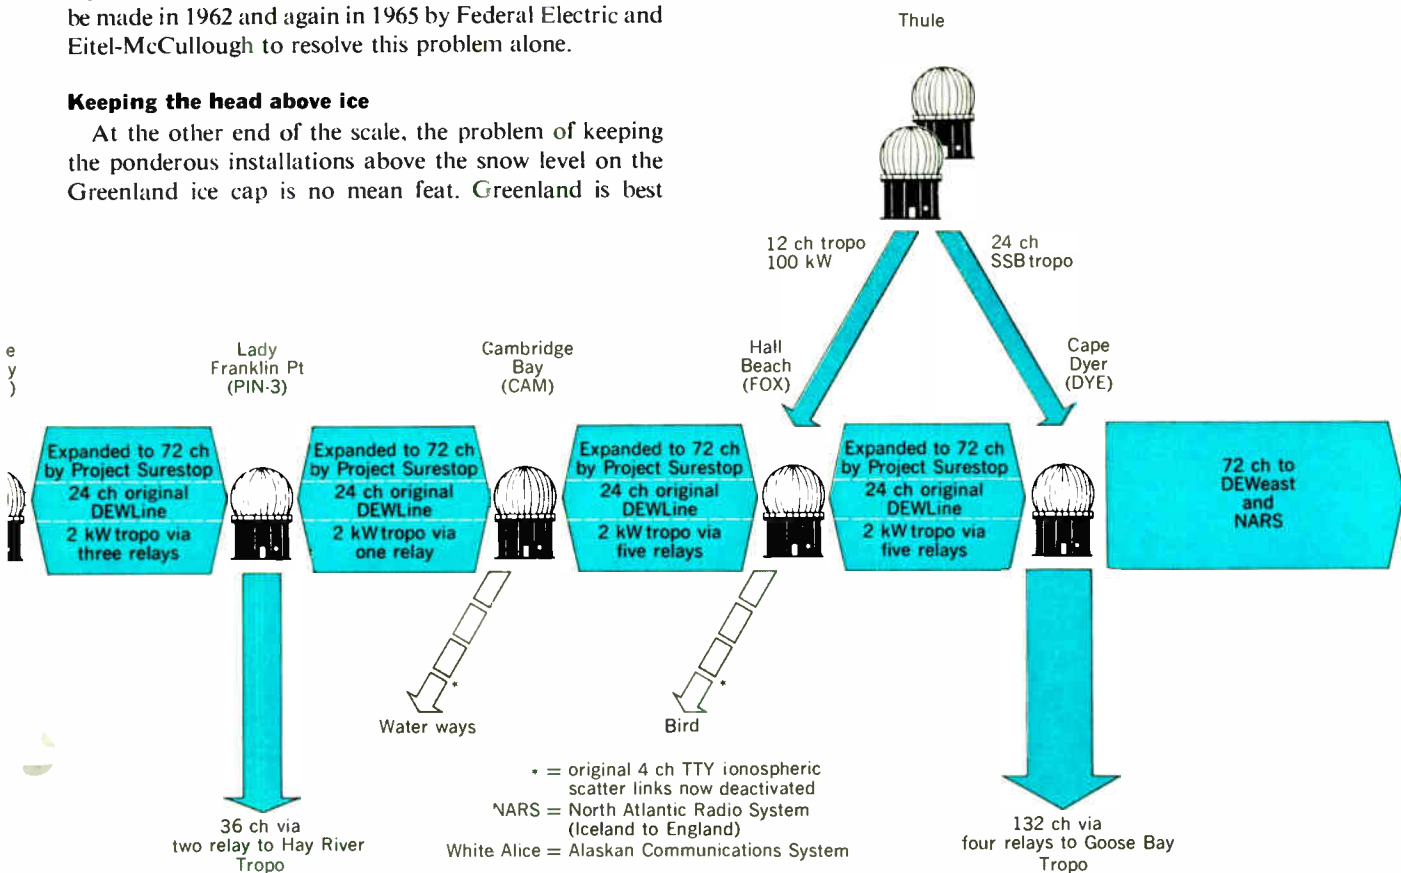 be made in 1962 and again in 1965 by Federal Electric and
Eitel-McCullough to resolve this problem alone.
Keeping the head above ice
At the other end of the scale, the problem of keeping
the ponderous installations above the snow level on the
Greenland ice cap is no mean feat. Greenland is best
Thule
12 ch tropo
100 kW
24 ch
SSB tropo
e
y
)
Lady
Franklin Pt
(PIN-3)
Cambridge
Bay
(CAM)
Hall
Beach
(FOX)
Cape
Dyer
(DYE)
Expanded to 72 ch
by Project Surestop
24 ch original
DEWLine
2 kW tropo via
three relays
Expanded to 72 ch
by Project Surestop
24 ch original
DEWLine
2 kW tropo via
one relay
Expanded to 72 ch
by Project Surestop
24 ch original
DEWLine
2 kW tropo via
five relays
Expanded to 72 ch
by Project Surestop
24 ch original
DEWLine
2 kW tropo via
five relays
72 ch to
DEWeast
and
NARS
*
Water ways
*
Bird
* = original 4 ch TTY ionospheric
scatter links now deactivated
NARS = North Atlantic Radio System
(Iceland to England)
White Alice = Alaskan Communications System
36 ch via
two relay to Hay River
Tropo
132 ch via
four relays to Goose Bay
Tropo